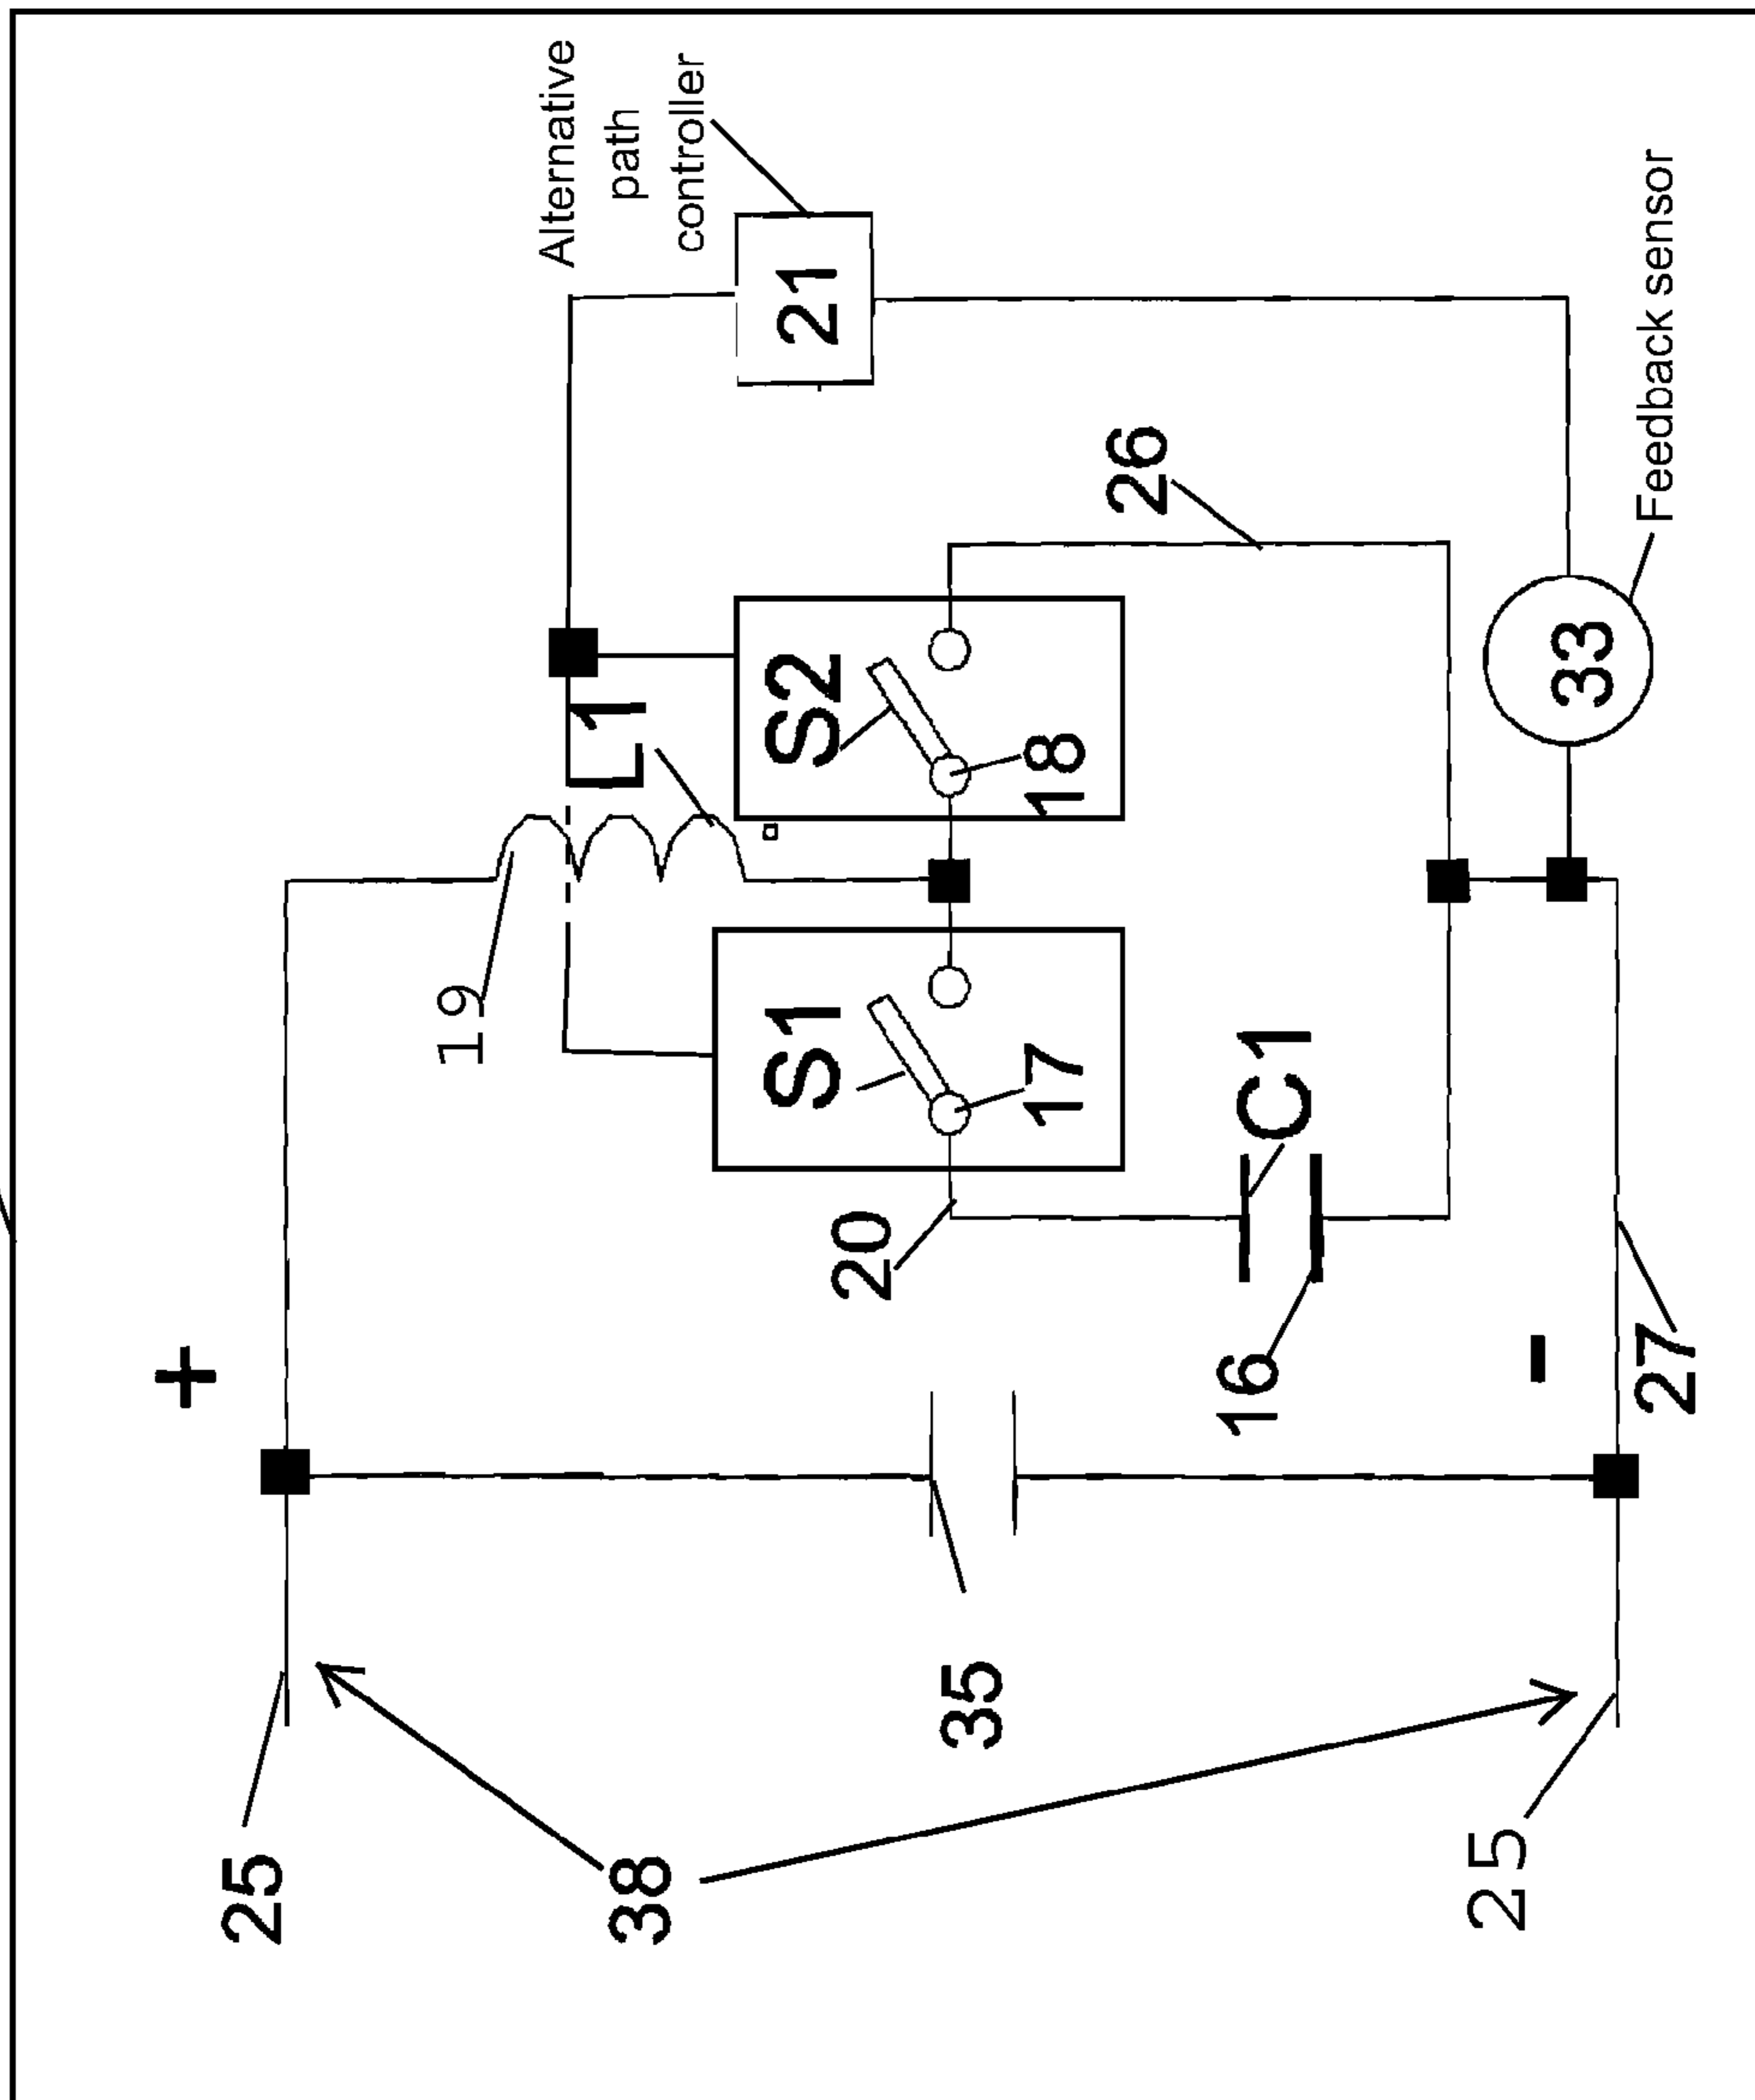 Alternative
path
controller
21
L1
19
S2
18
S1
17
26
20
C1
16
33
Feedback sensor
+
-
27
25
38
35
25